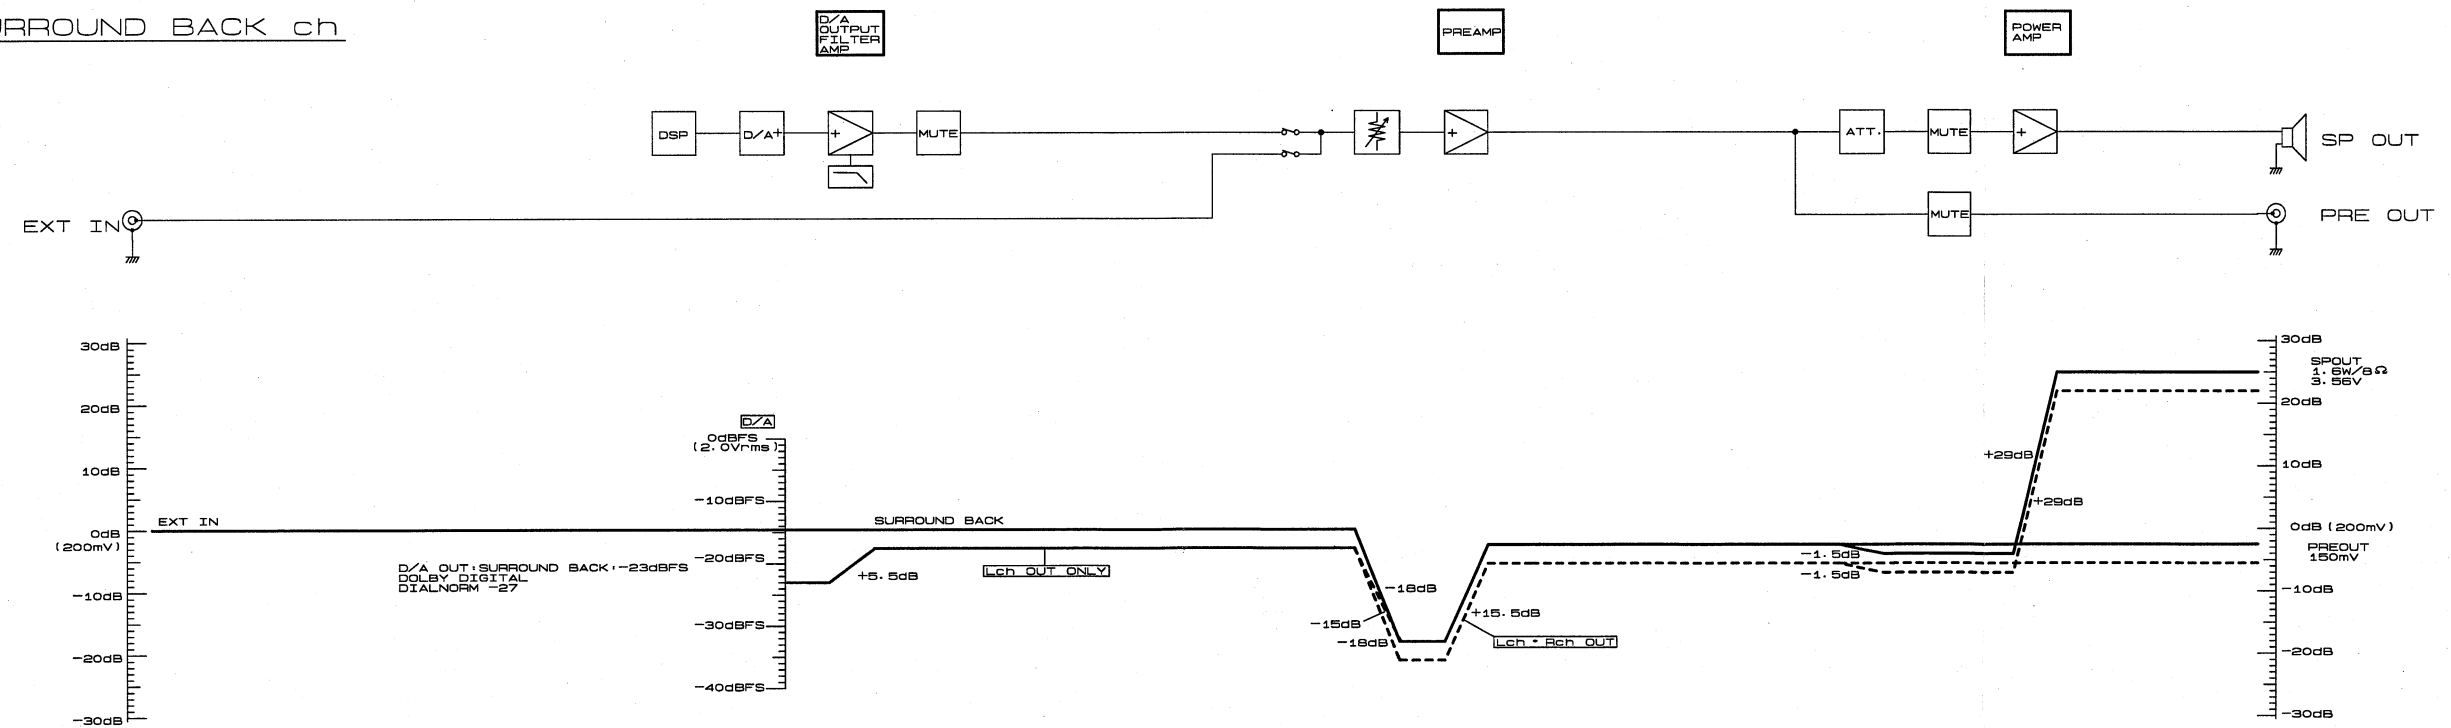 URROUND BACK ch
D/A
OUTPUT
FILTER
AMP
PREAMP
POWER
AMP
DSP
D/A
+
+
MUTE
+
ATT.
MUTE
+
SP OUT
EXT IN
MUTE
PRE OUT
30dB
20dB
10dB
0dB
(200mV)
-10dB
-20dB
-30dB
EXT IN
D/A OUT:SURROUND BACK:-23dBFS
DOLBY DIGITAL
DIALNORM -27
D/A
0dBFS
(2.0Vrms)
-10dBFS
-20dBFS
-30dBFS
-40dBFS
+5.5dB
SURROUND BACK
Lch OUT ONLY
-18dB
-15dB
-18dB
+15.5dB
Lch・Rch OUT
-1.5dB
-1.5dB
+29dB
+29dB
30dB
SPOUT
1.6W/8Ω
3.56V
20dB
10dB
0dB (200mV)
PREOUT
150mV
-10dB
-20dB
-30dB